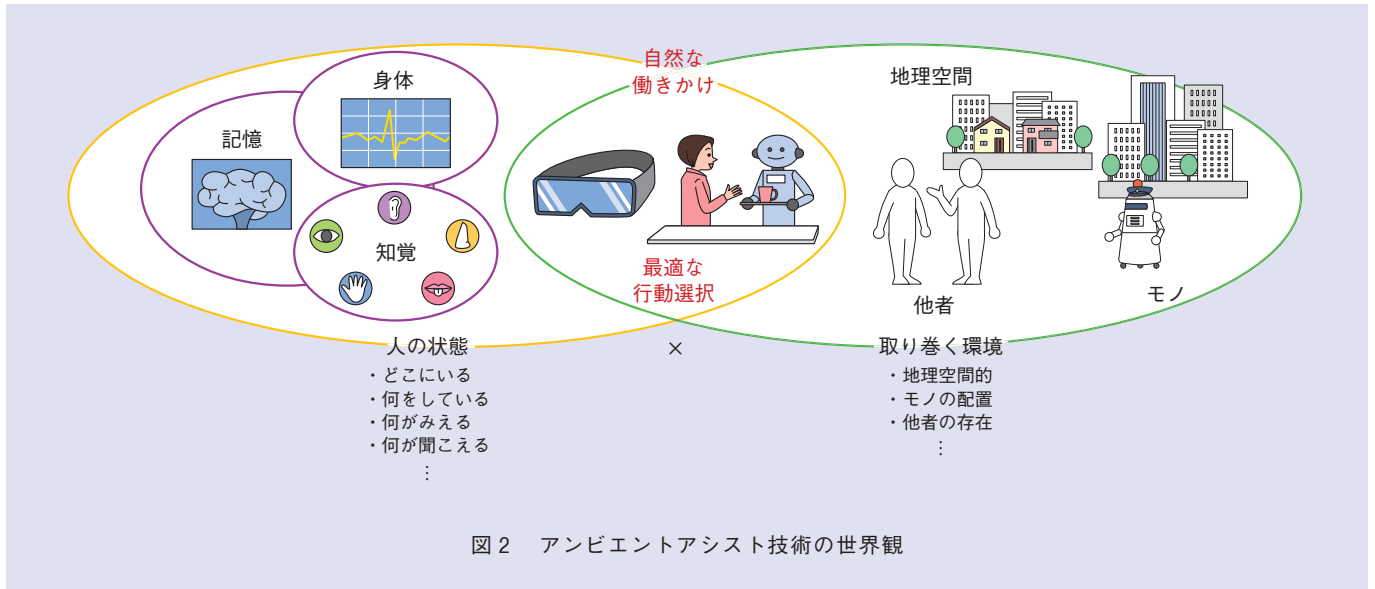 自然な
働きかけ
身体
記憶
知覚
最適な
行動選択
地理空間
他者
モノ
人の状態
・どこにいる
・何をしている
・何がみえる
・何が聞こえる
…
×
取り巻く環境
・地理空間的
・モノの配置
・他者の存在
…
図2 アンビエントアシスト技術の世界観